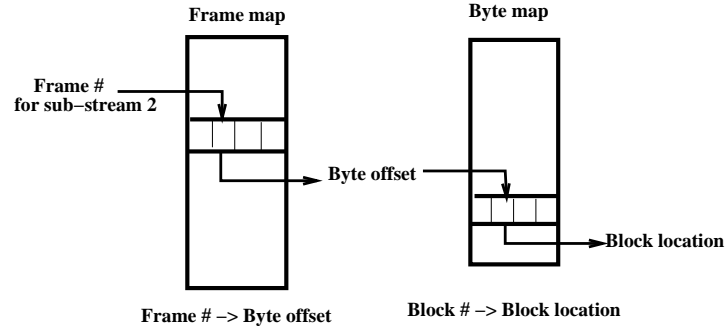 Frame map
Byte map
Frame #
for sub−stream 2
Byte offset
Block location
Frame # −> Byte offset
Block # −> Block location